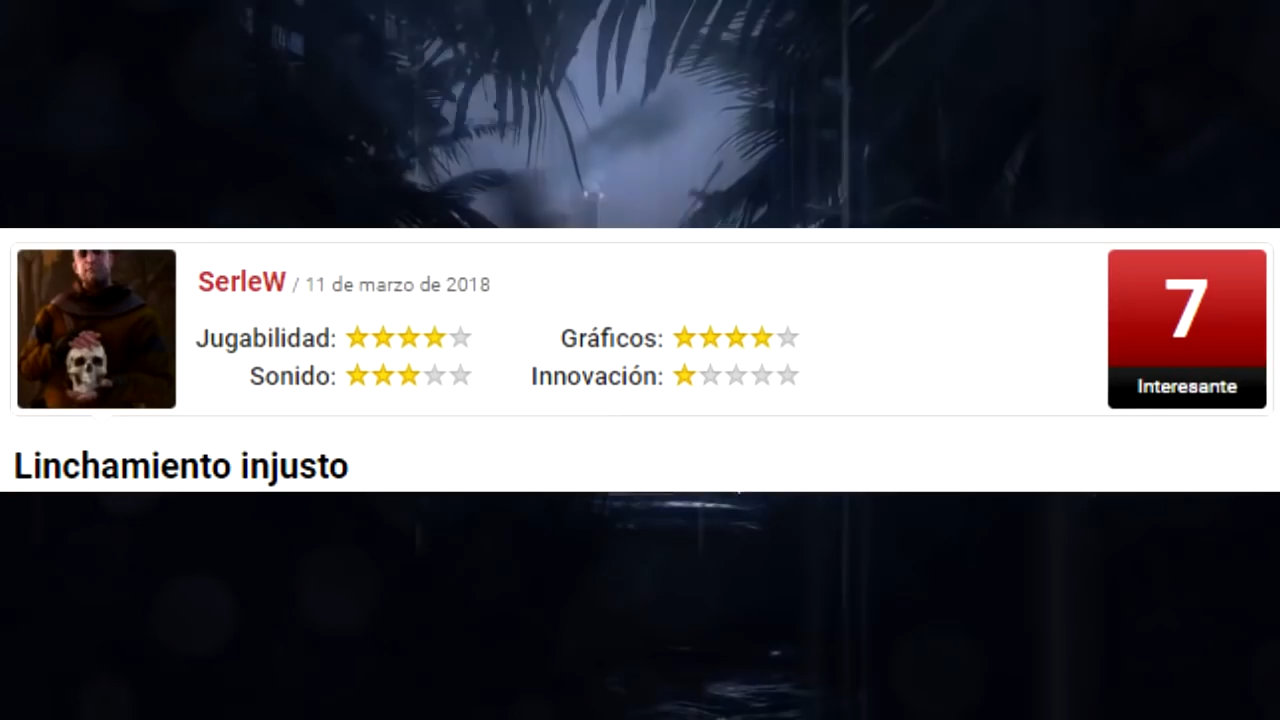 SerleW / 11 de marzo de 2018
7
Jugabilidad: Gráficos:
Sonido: Innovación:
Interesante
Linchamiento injusto